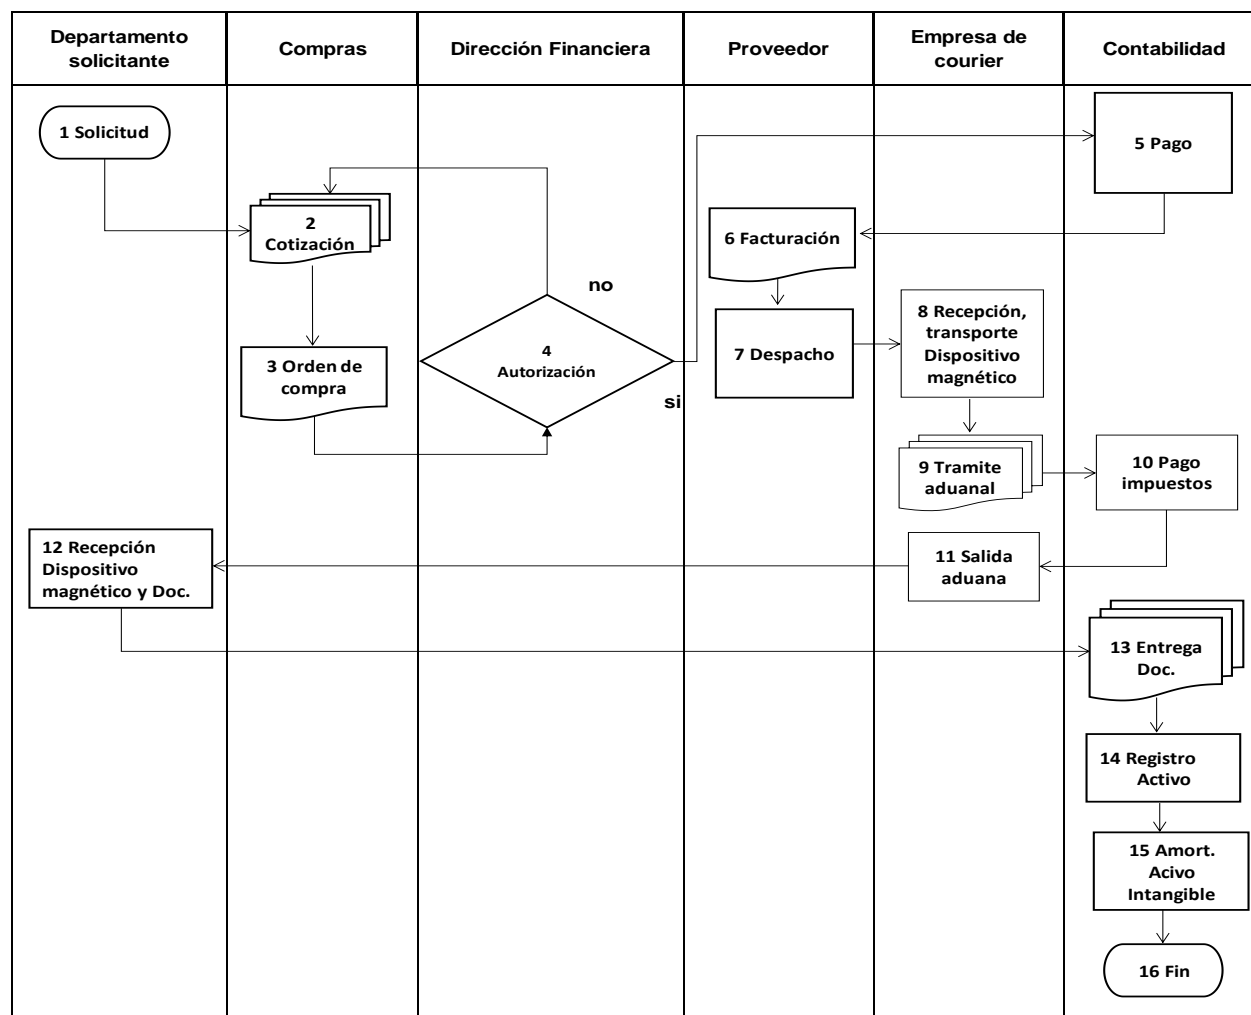 Departamento
solicitante
Compras
Dirección Financiera
Proveedor
Empresa de
courier
Contabilidad
1 Solicitud
5 Pago
2
Cotización
6 Facturación
no
8 Recepción,
transporte
Dispositivo
magnético
7 Despacho
4
Autorización
3 Orden de
compra
si
9 Tramite
aduanal
10 Pago
impuestos
12 Recepción
Dispositivo
magnético y Doc.
11 Salida
aduana
13 Entrega
Doc.
14 Registro
Activo
15 Amort.
Acivo
Intangible
16 Fin